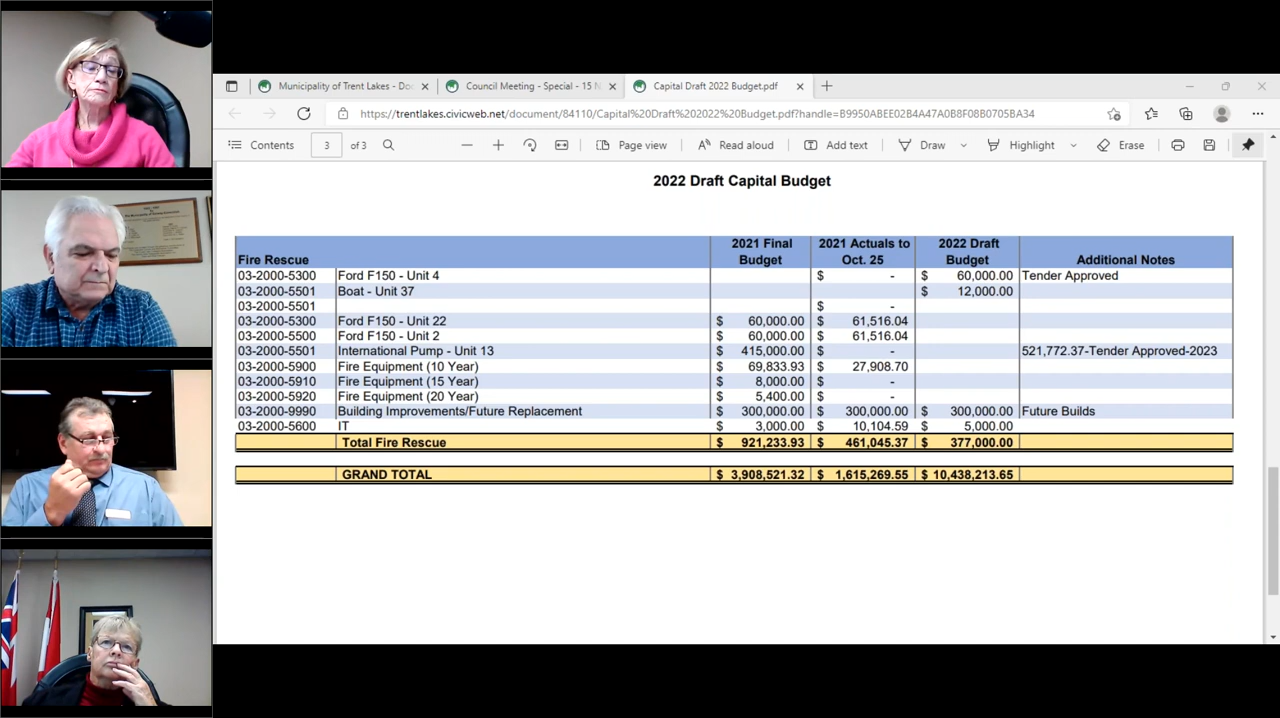 Municipality of Trent Lakes - Doc
Council Meeting - Special - 15 N
Capital Draft 2022 Budget.pdf
https://trentlakes.civicweb.net/document/84110/Capital%20Draft%202022%20Budget.pdf?handle=B9950ABEE02B4A47A0B8F08B0705BA34
Contents 3 of 3 Page view Read aloud Add text Draw Highlight Erase
2022 Draft Capital Budget
Fire Rescue 2021 Final Budget 2021 Actuals to Oct. 25 2022 Draft Budget Additional Notes
03-2000-5300 Ford F150 - Unit 4 $ - $ 60,000.00 Tender Approved
03-2000-5501 Boat - Unit 37 $ 12,000.00
03-2000-5501 $ -
03-2000-5300 Ford F150 - Unit 22 $ 60,000.00 $ 61,516.04
03-2000-5500 Ford F150 - Unit 2 $ 60,000.00 $ 61,516.04
03-2000-5501 International Pump - Unit 13 $ 415,000.00 $ - 521,772.37-Tender Approved-2023
03-2000-5900 Fire Equipment (10 Year) $ 69,833.93 $ 27,908.70
03-2000-5910 Fire Equipment (15 Year) $ 8,000.00 $ -
03-2000-5920 Fire Equipment (20 Year) $ 5,400.00 $ -
03-2000-9990 Building Improvements/Future Replacement $ 300,000.00 $ 300,000.00 $ 300,000.00 Future Builds
03-2000-5600 IT $ 3,000.00 $ 10,104.59 $ 5,000.00
Total Fire Rescue $ 921,233.93 $ 461,045.37 $ 377,000.00
GRAND TOTAL $ 3,908,521.32 $ 1,615,269.55 $ 10,438,213.65